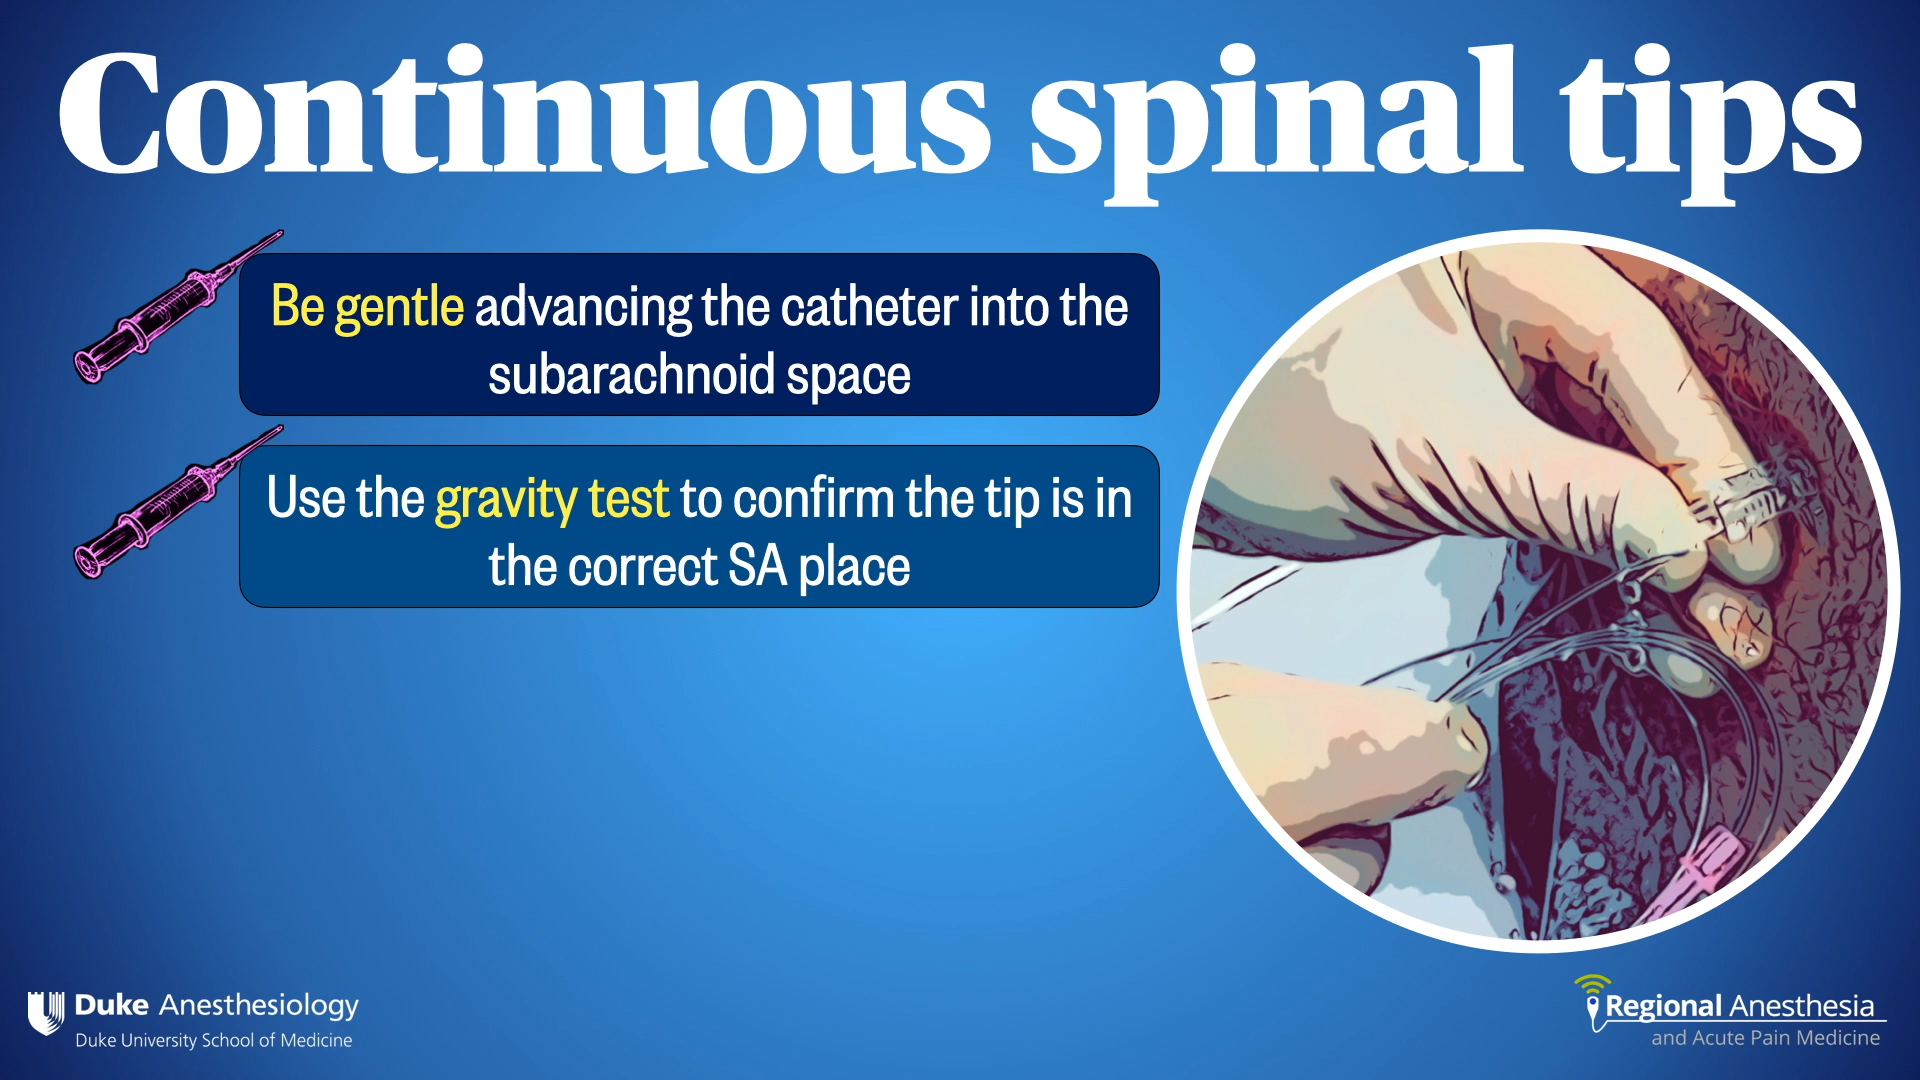 Continuous spinal tips
Be gentle advancing the catheter into the
subarachnoid space
Use the gravity test to confirm the tip is in
the correct SA place
Duke Anesthesiology
Duke University School of Medicine
Regional Anesthesia
and Acute Pain Medicine